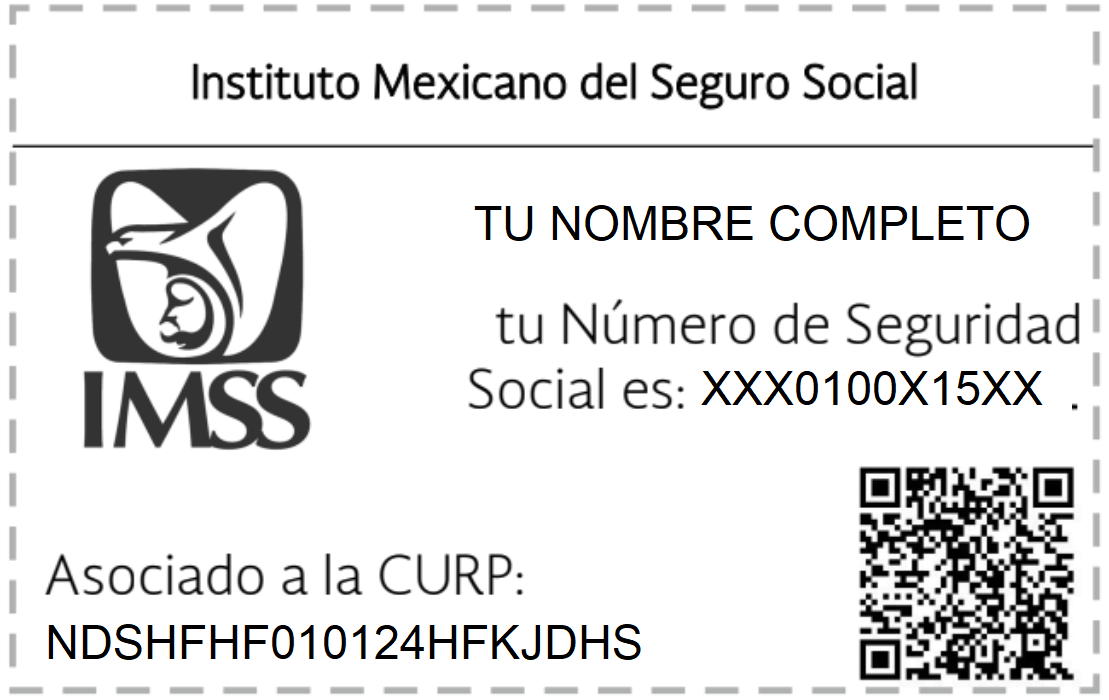 Instituto Mexicano del Seguro Social
TU NOMBRE COMPLETO
tu Número de Seguridad
Social es: XXX0100X15XX .
IMSS
Asociado a la CURP:
NDSHFHF010124HFKJDHS